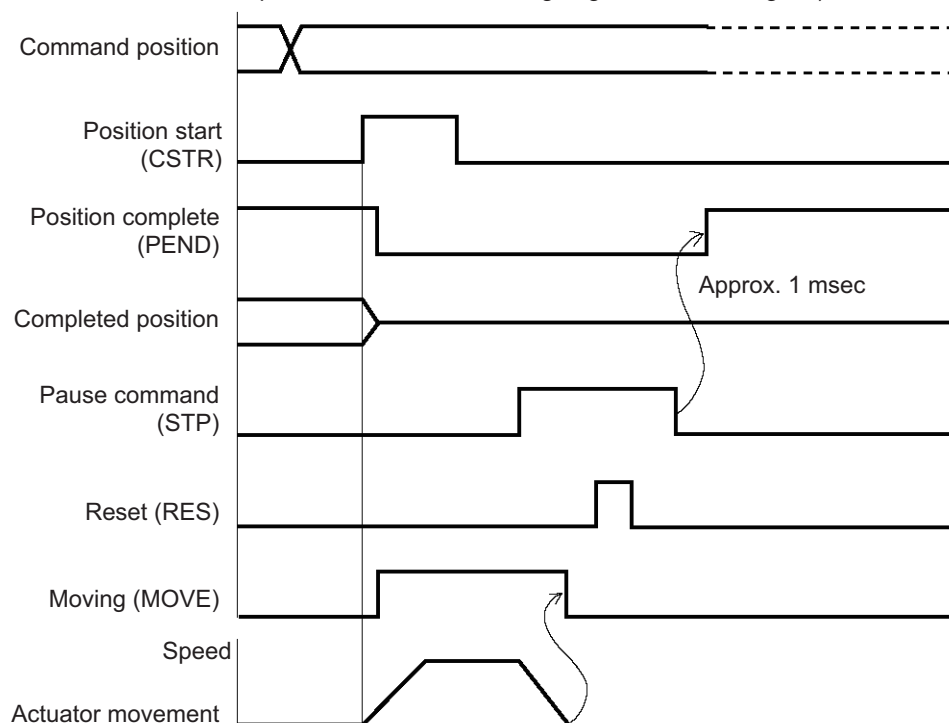 Command position
Position start
(CSTR)
Position complete
(PEND)
Approx. 1 msec
Completed position
Pause command
(STP)
Reset (RES)
Moving (MOVE)
Speed
Actuator movement